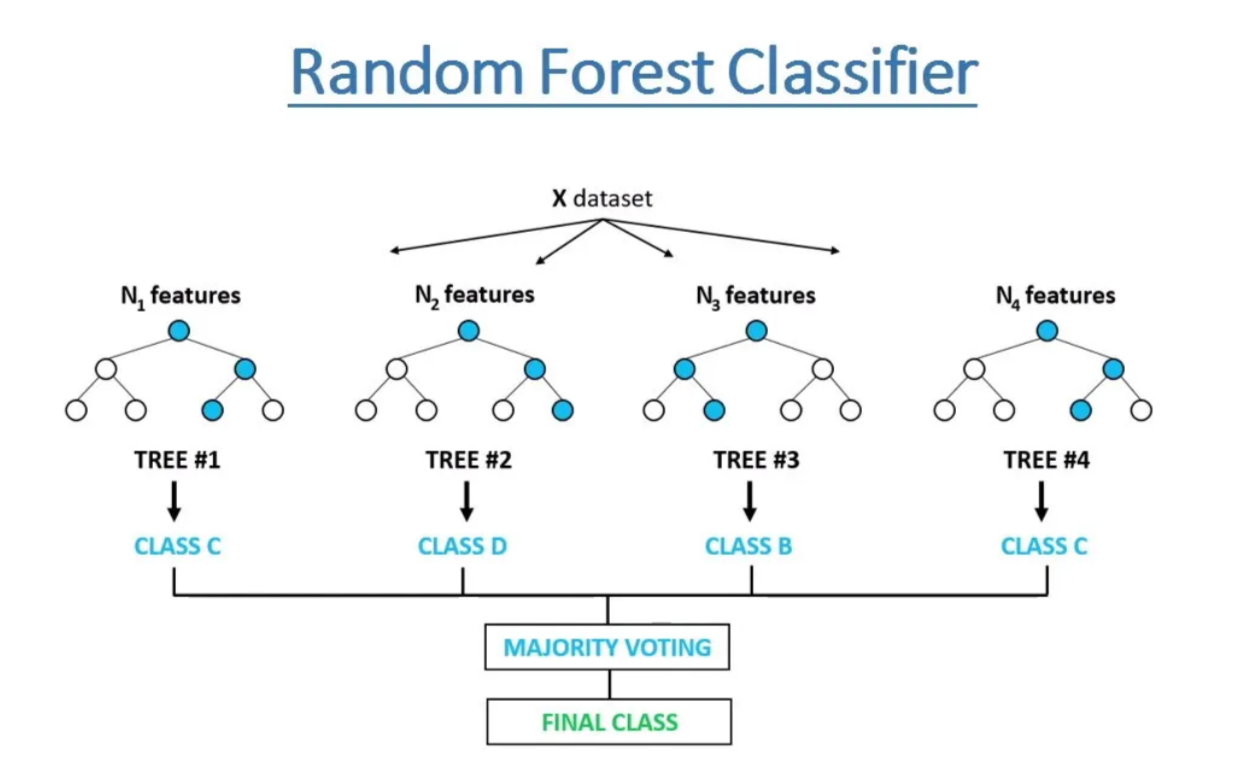 Random Forest Classifier
X dataset
N₁ features N₂ features N₃ features N₄ features
TREE #1 TREE #2 TREE #3 TREE #4
CLASS C CLASS D CLASS B CLASS C
MAJORITY VOTING
FINAL CLASS